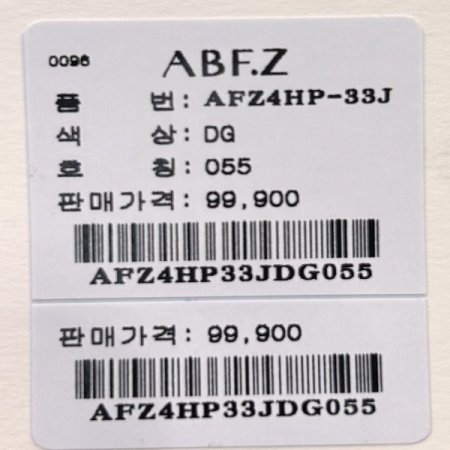 0096
ABF.Z
품 번: AFZ4HP-33J
색 상: DG
호 칭: 055
판매가격: 99,900
AFZ4HP33JDG055
판매가격: 99,900
AFZ4HP33JDG055